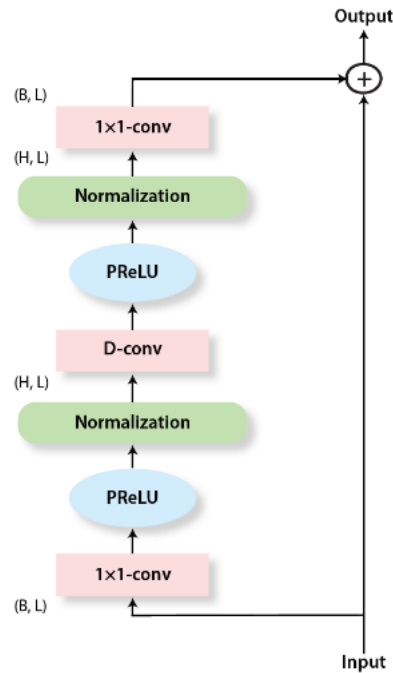 Output
+
(B, L)
1×1-conv
(H, L)
Normalization
PReLU
D-conv
(H, L)
Normalization
PReLU
1×1-conv
(B, L)
Input